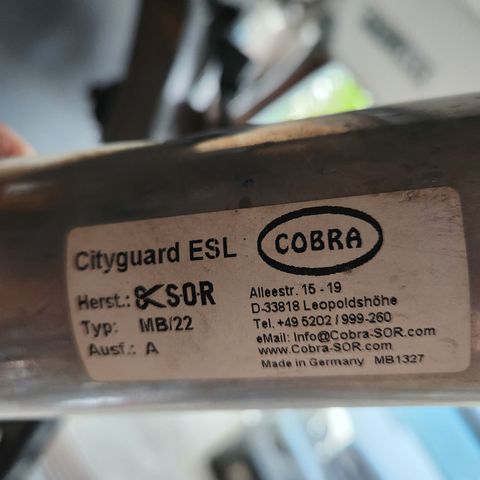 Cityguard ESL
COBRA
Herst.: SOR
Typ: MB/22
Ausf.: A
Alleestr. 15 - 19
D-33818 Leopoldshöhe
Tel. +49 5202 / 999-260
eMail: Info@Cobra-SOR.com
www.Cobra-SOR.com
Made in Germany MB1327